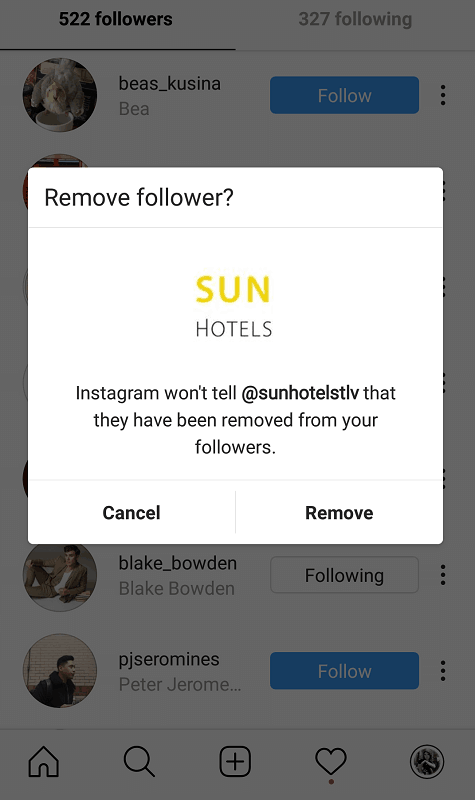 522 followers
327 following
beas_kusina
Bea
Follow
Remove follower?
SUN
HOTELS
Instagram won't tell @sunhotelstlv that
they have been removed from your
followers.
Cancel
Remove
blake_bowden
Blake Bowden
Following
pjseromines
Peter Jerome...
Follow